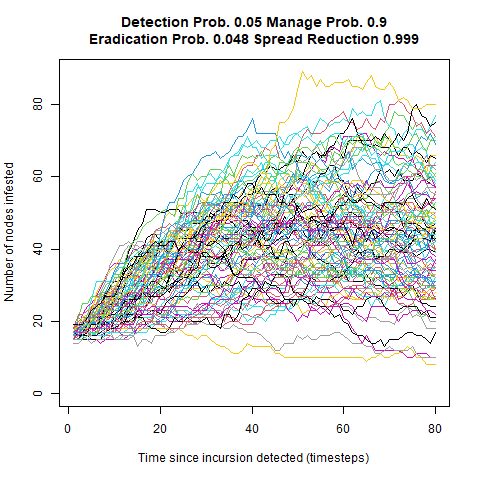 Detection Prob. 0.05 Manage Prob. 0.9
Eradication Prob. 0.048 Spread Reduction 0.999
Number of nodes infested
80
60
40
20
0
0 20 40 60 80
Time since incursion detected (timesteps)